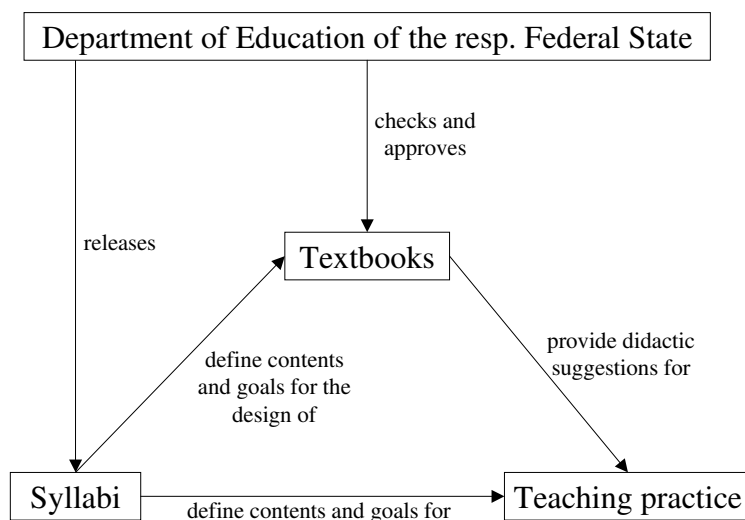 Department of Education of the resp. Federal State
checks and
approves
releases
Textbooks
provide didactic
suggestions for
define contents
and goals for the
design of
Syllabi
Teaching practice
define contents and goals for